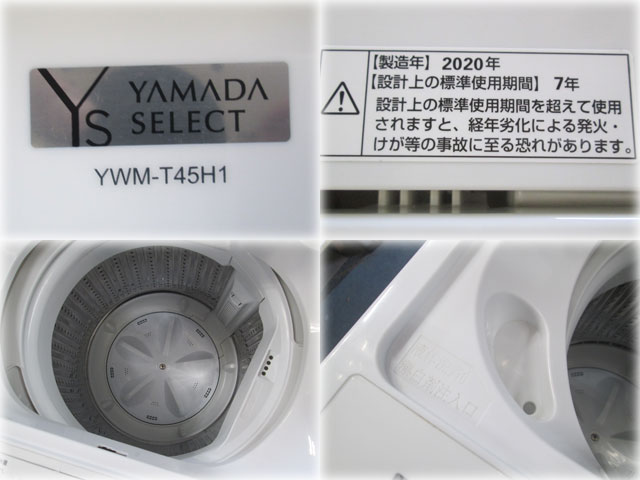 YS YAMADA
SELECT
YWM-T45H1
【製造年】 2020年
【設計上の標準使用期間】 7年
設計上の標準使用期間を超えて使用
されますと、経年劣化による発火・
けが等の事故に至る恐れがあります。